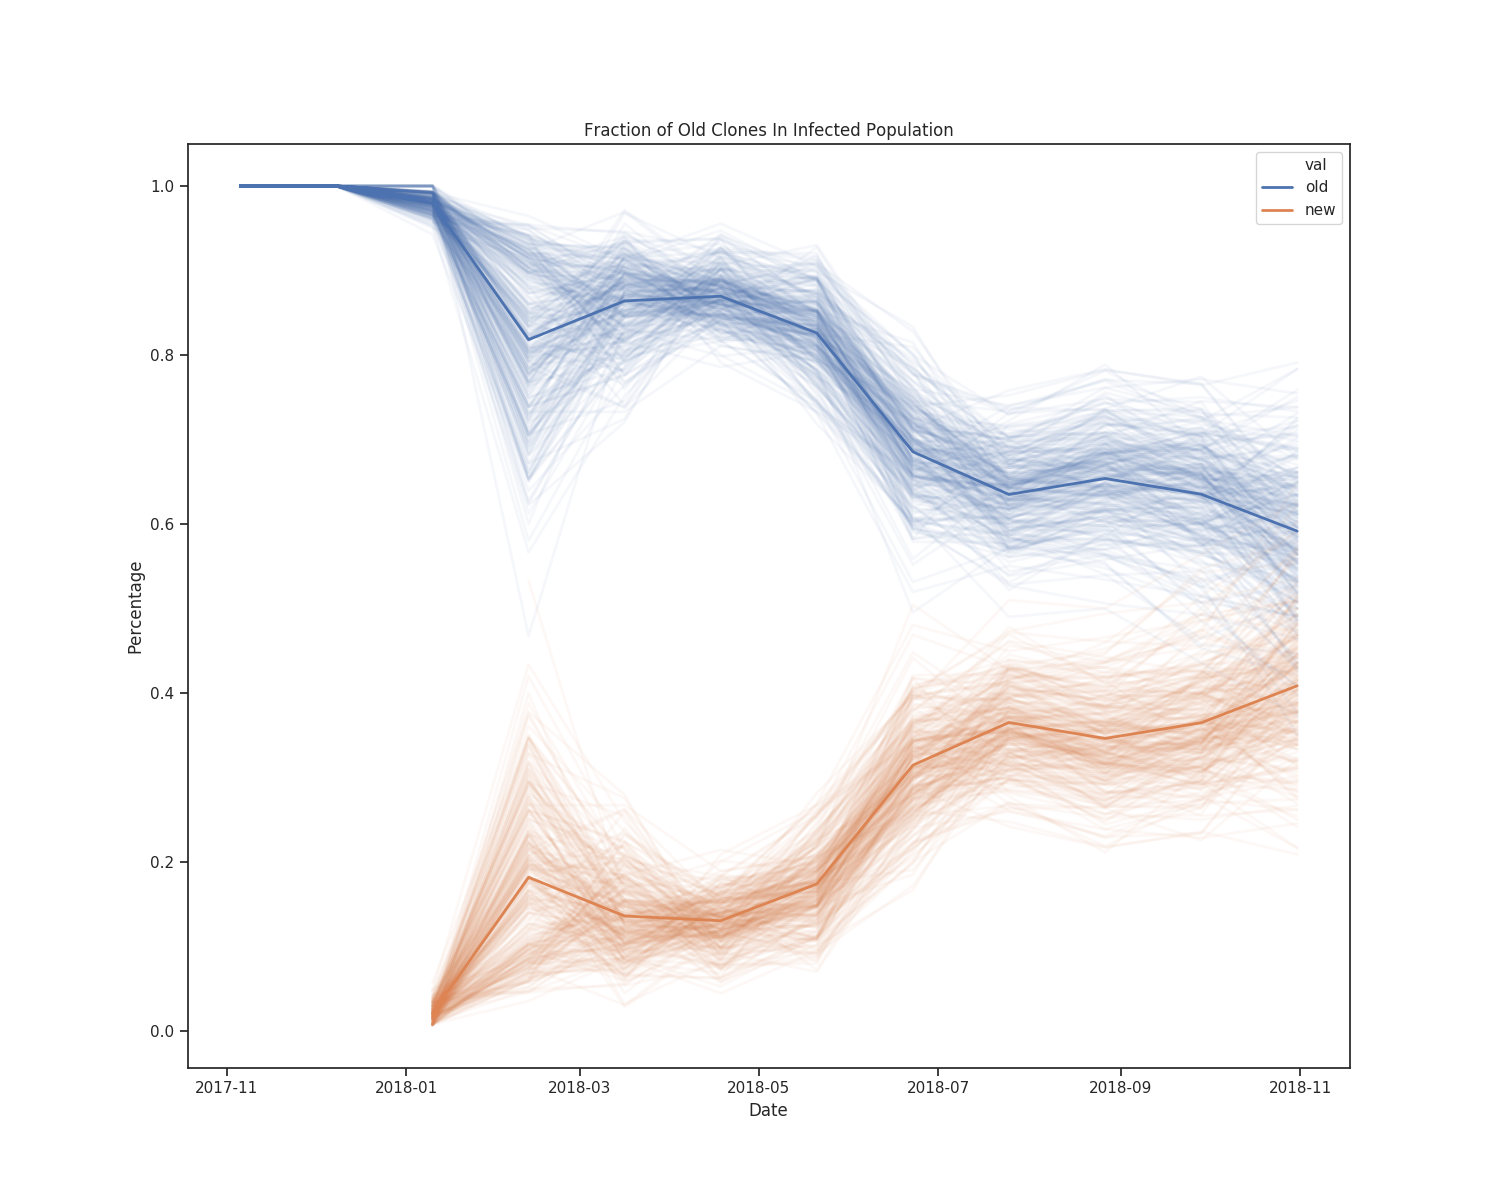 Fraction of Old Clones In Infected Population
val
old
new
Percentage
1.0
0.8
0.6
0.4
0.2
0.0
2017-11
2018-01
2018-03
2018-05
2018-07
2018-09
2018-11
Date